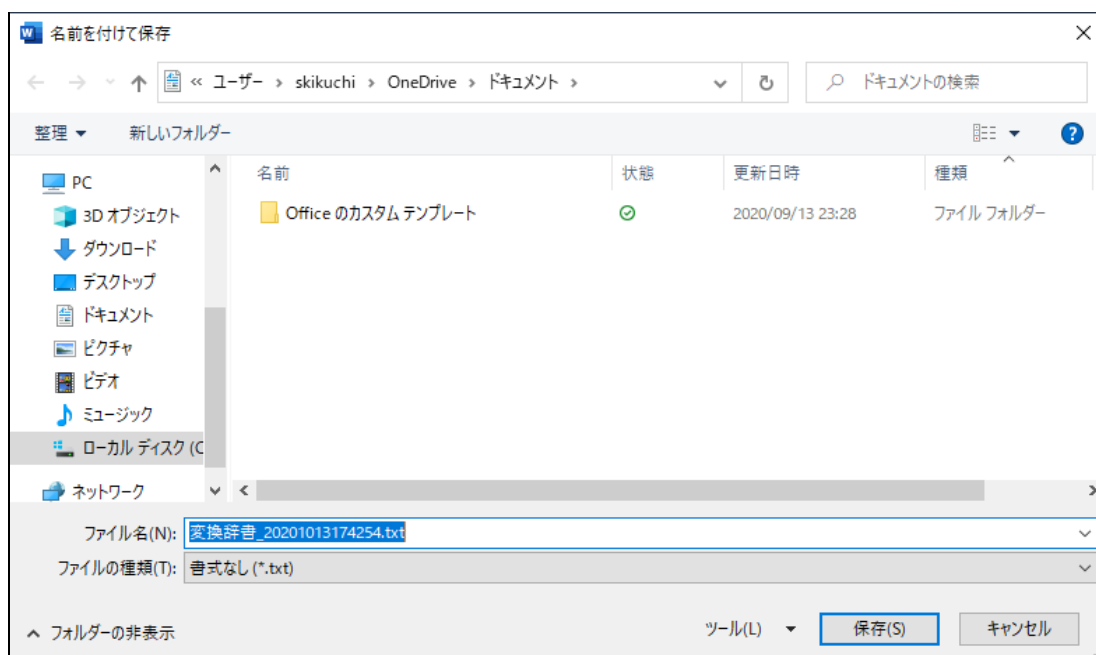 名前を付けて保存
« ユーザー › skikuchi › OneDrive › ドキュメント › ドキュメントの検索
整理 新しいフォルダー
PC
3D オブジェクト
ダウンロード
デスクトップ
ドキュメント
ピクチャ
ビデオ
ミュージック
ローカル ディスク (C
ネットワーク
名前 状態 更新日時 種類
Office のカスタム テンプレート 2020/09/13 23:28 ファイル フォルダー
ファイル名(N): 変換辞書_20201013174254.txt
ファイルの種類(T): 書式なし (*.txt)
フォルダーの非表示 ツール(L) 保存(S) キャンセル